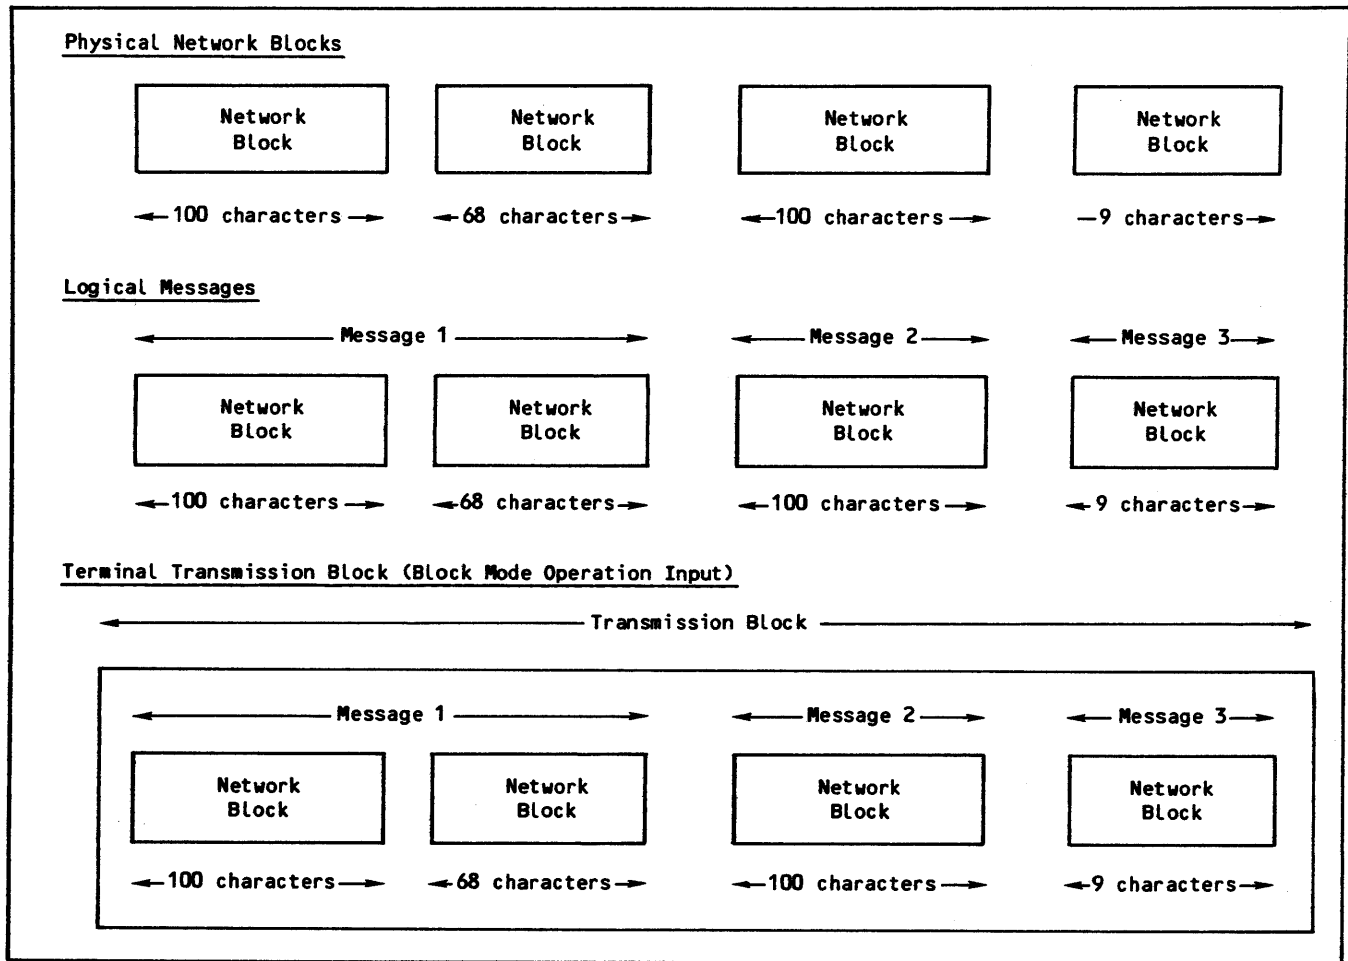 Physical Network Blocks
Network Block
Network Block
Network Block
Network Block
100 characters
68 characters
100 characters
9 characters
Logical Messages
Message 1
Message 2
Message 3
Network Block
Network Block
Network Block
Network Block
100 characters
68 characters
100 characters
9 characters
Terminal Transmission Block (Block Mode Operation Input)
Transmission Block
Message 1
Message 2
Message 3
Network Block
Network Block
Network Block
Network Block
100 characters
68 characters
100 characters
9 characters